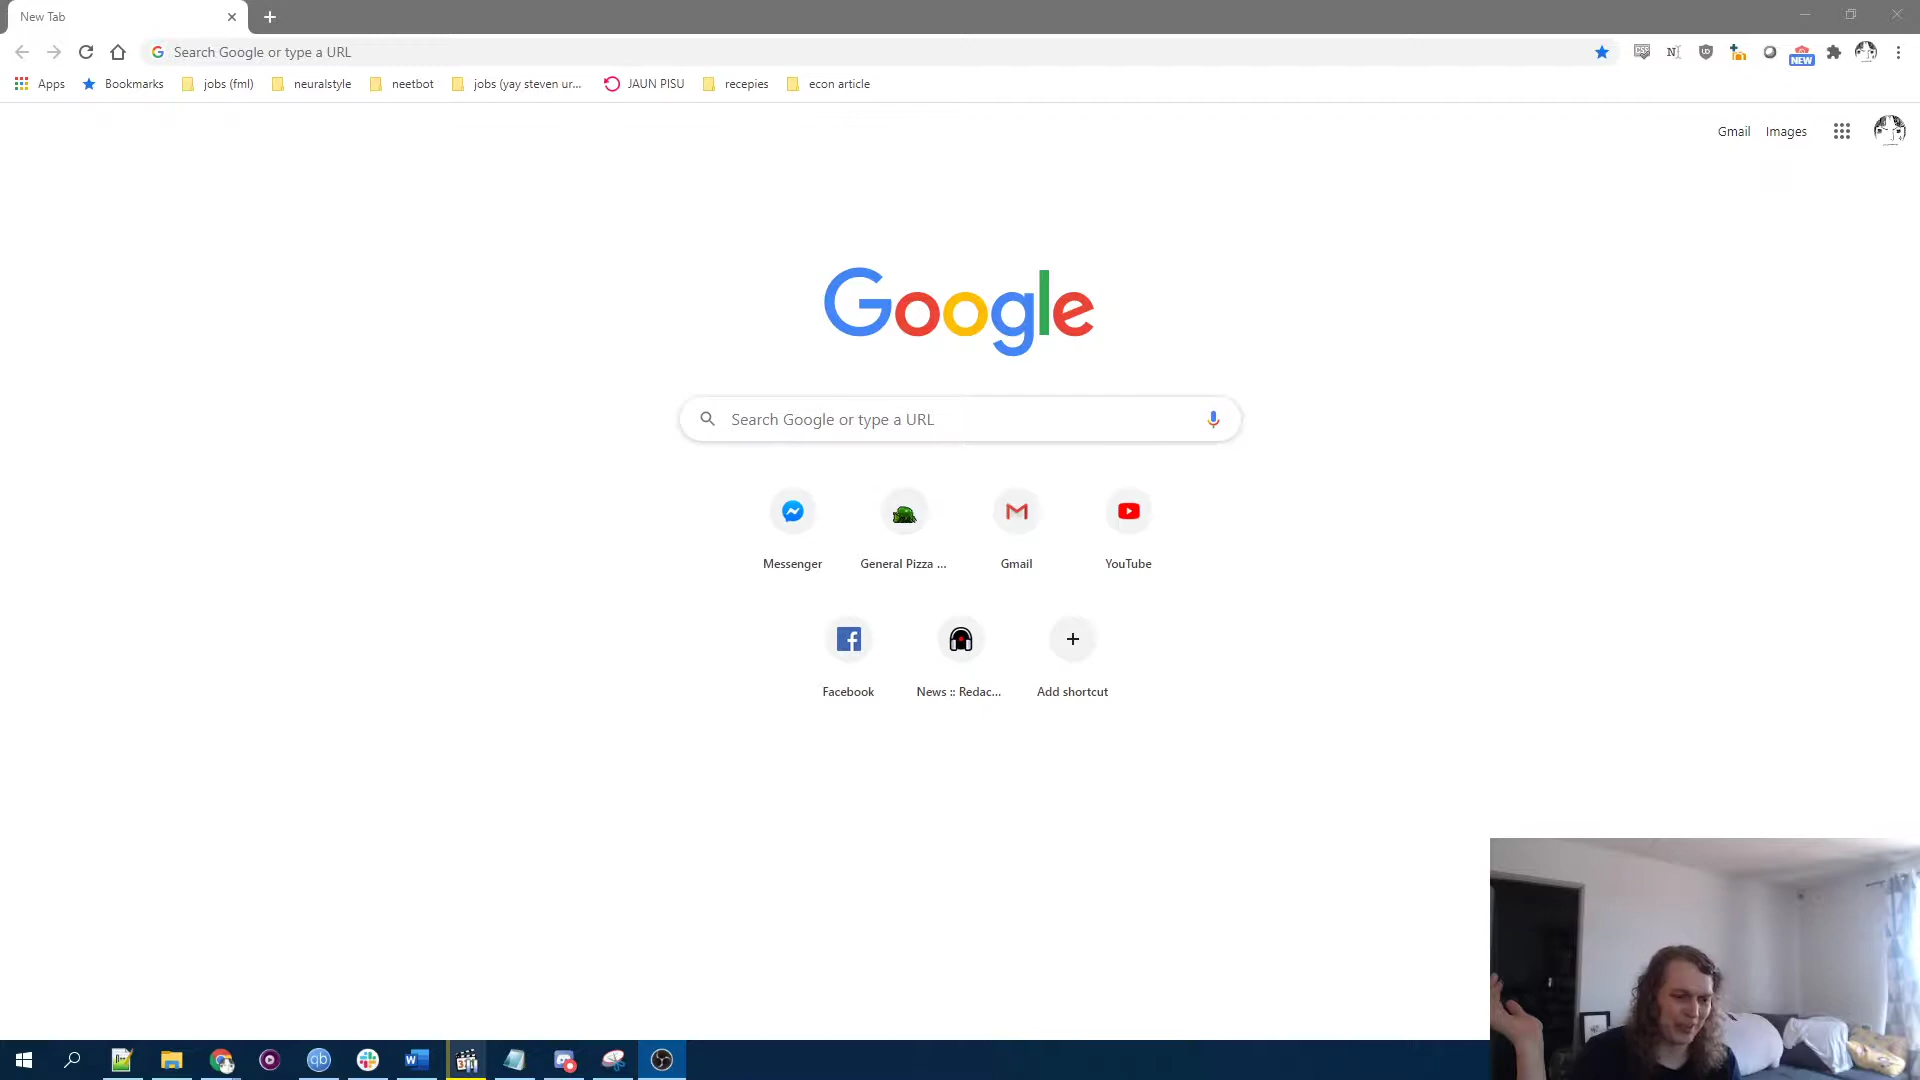 New Tab
Search Google or type a URL
NEW
Apps
Bookmarks
jobs (fml)
neuralstyle
neetbot
jobs (yay steven ur...
JAUN PISU
recepies
econ article
Gmail
Images
Google
Search Google or type a URL
Messenger
General Pizza ...
Gmail
YouTube
Facebook
News :: Redac...
Add shortcut
qb
W